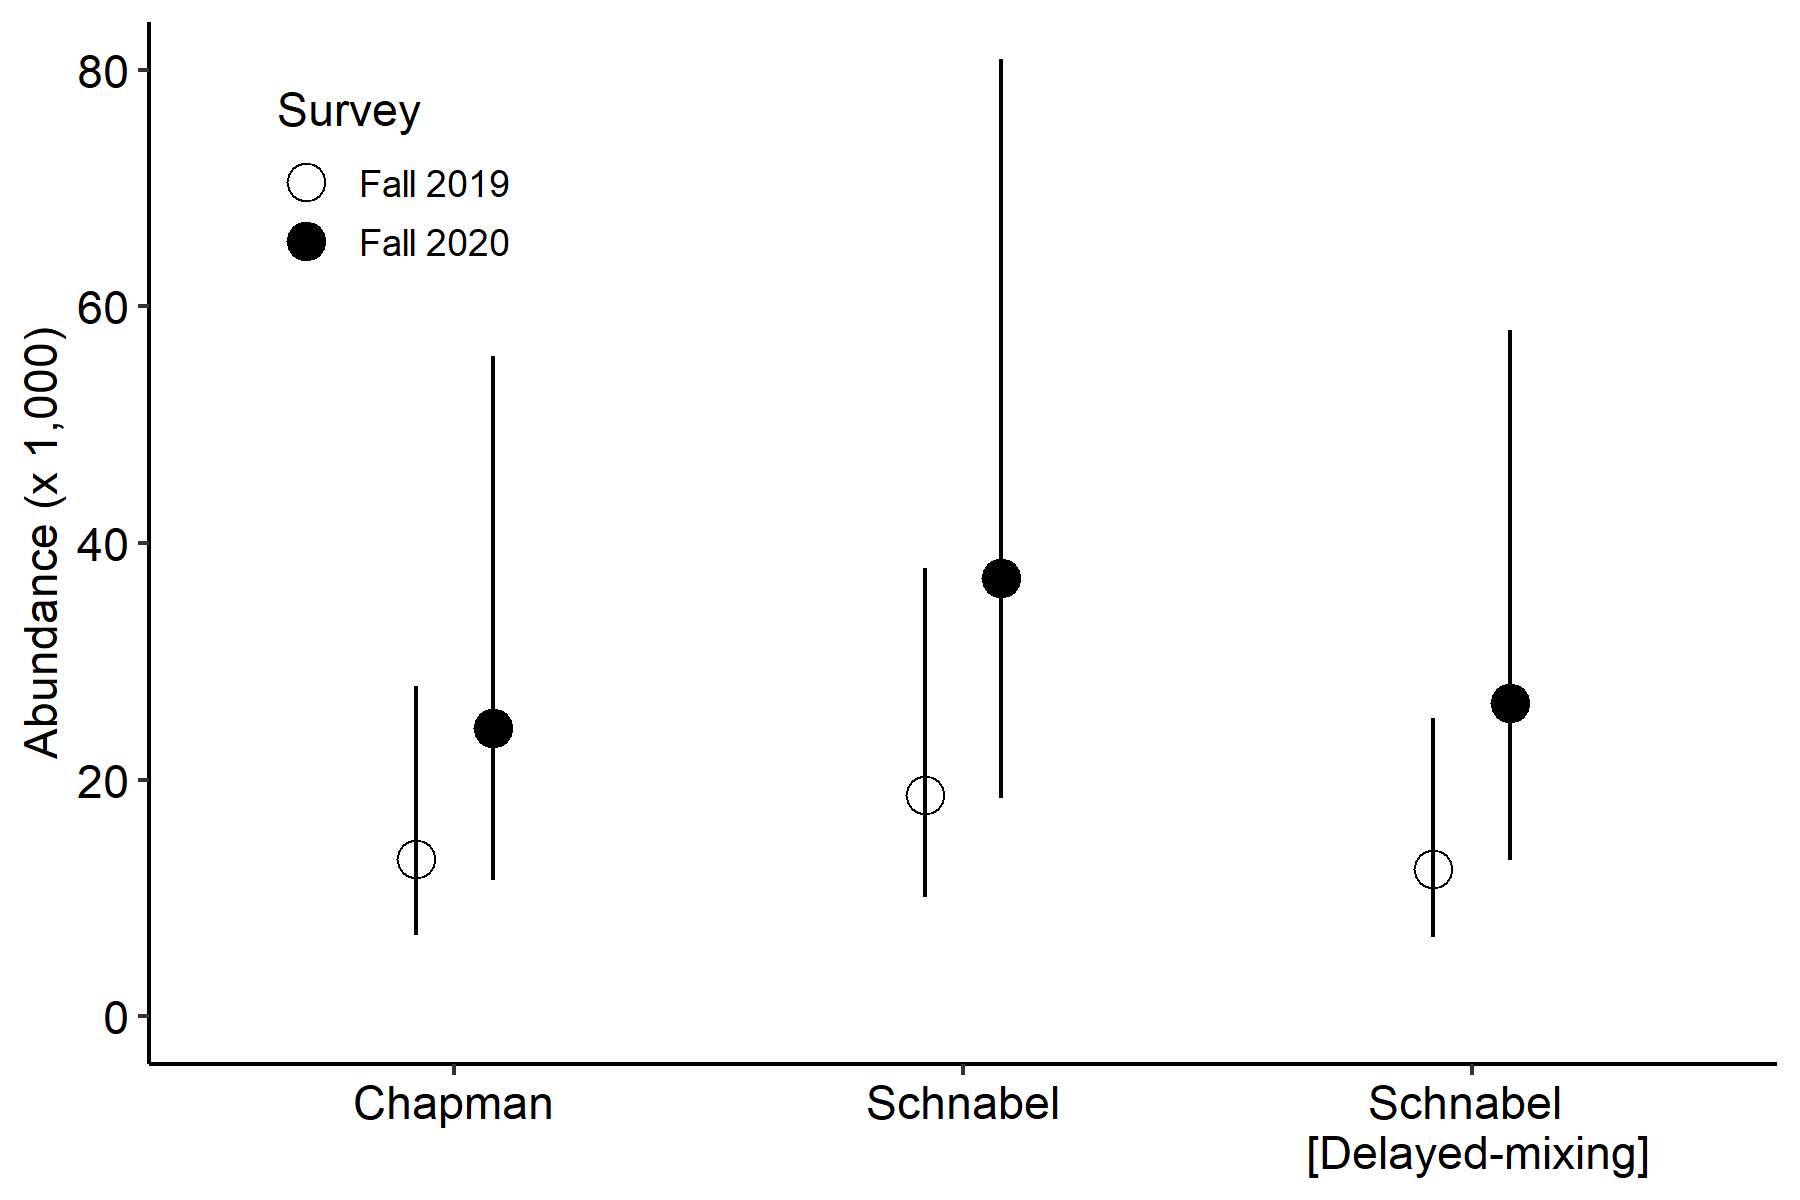 Abundance (x 1,000)
80
60
40
20
0
Survey
Fall 2019
Fall 2020
Chapman
Schnabel
Schnabel
[Delayed-mixing]